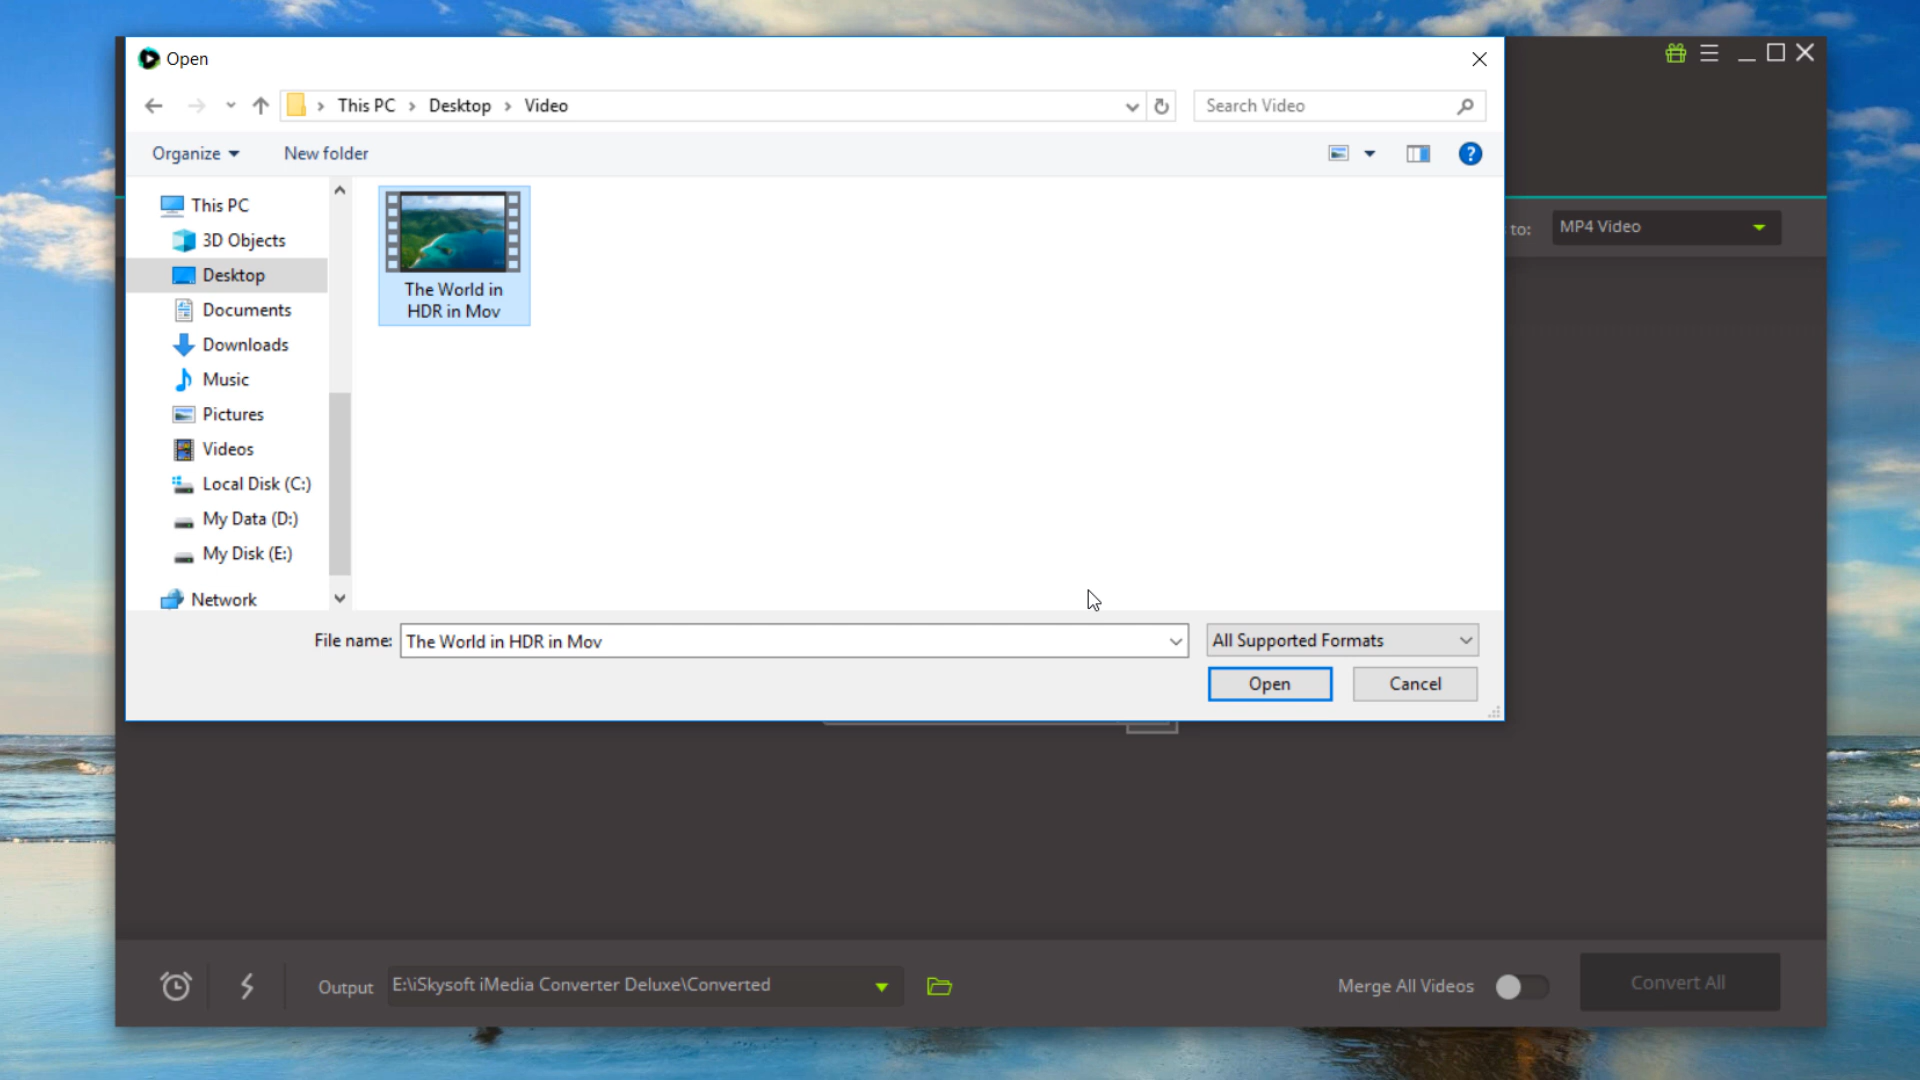 Open
This PC > Desktop > Video
Search Video
Organize
New folder
?
This PC
3D Objects
Desktop
Documents
Downloads
Music
Pictures
Videos
Local Disk (C:)
My Data (D:)
My Disk (E:)
Network
The World in
HDR in Mov
to:
MP4 Video
File name:
The World in HDR in Mov
All Supported Formats
Open
Cancel
Output
E:\iSkysoft iMedia Converter Deluxe\Converted
Merge All Videos
Convert All